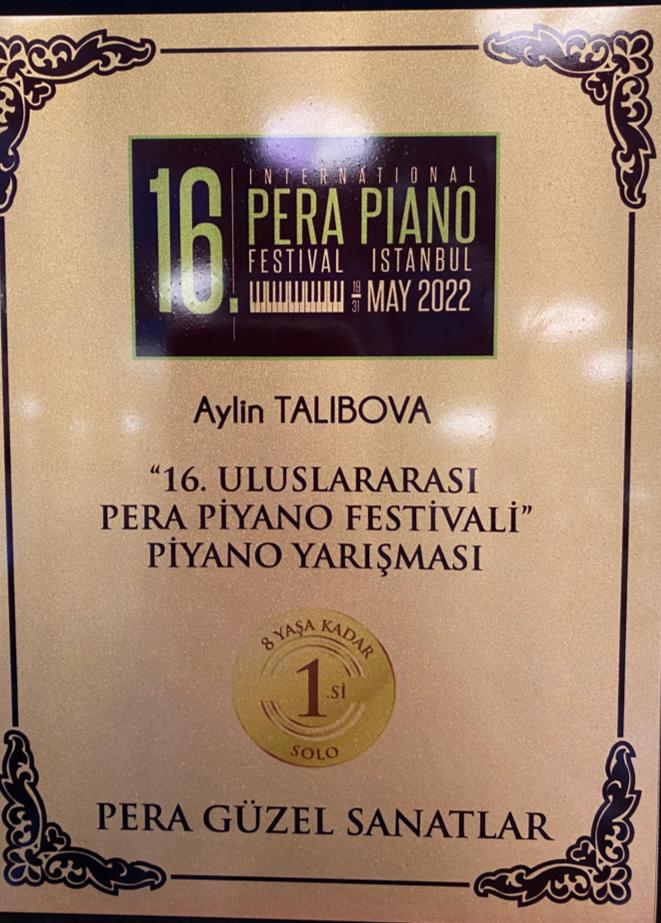 16.
INTERNATIONAL
PERA PIANO
FESTIVAL ISTANBUL
19
31 MAY 2022
Aylin TALIBOVA
“16. ULUSLARARASI
PERA PİYANO FESTİVALİ”
PİYANO YARIŞMASI
8 YAŞA KADAR
1.Sİ
SOLO
PERA GÜZEL SANATLAR